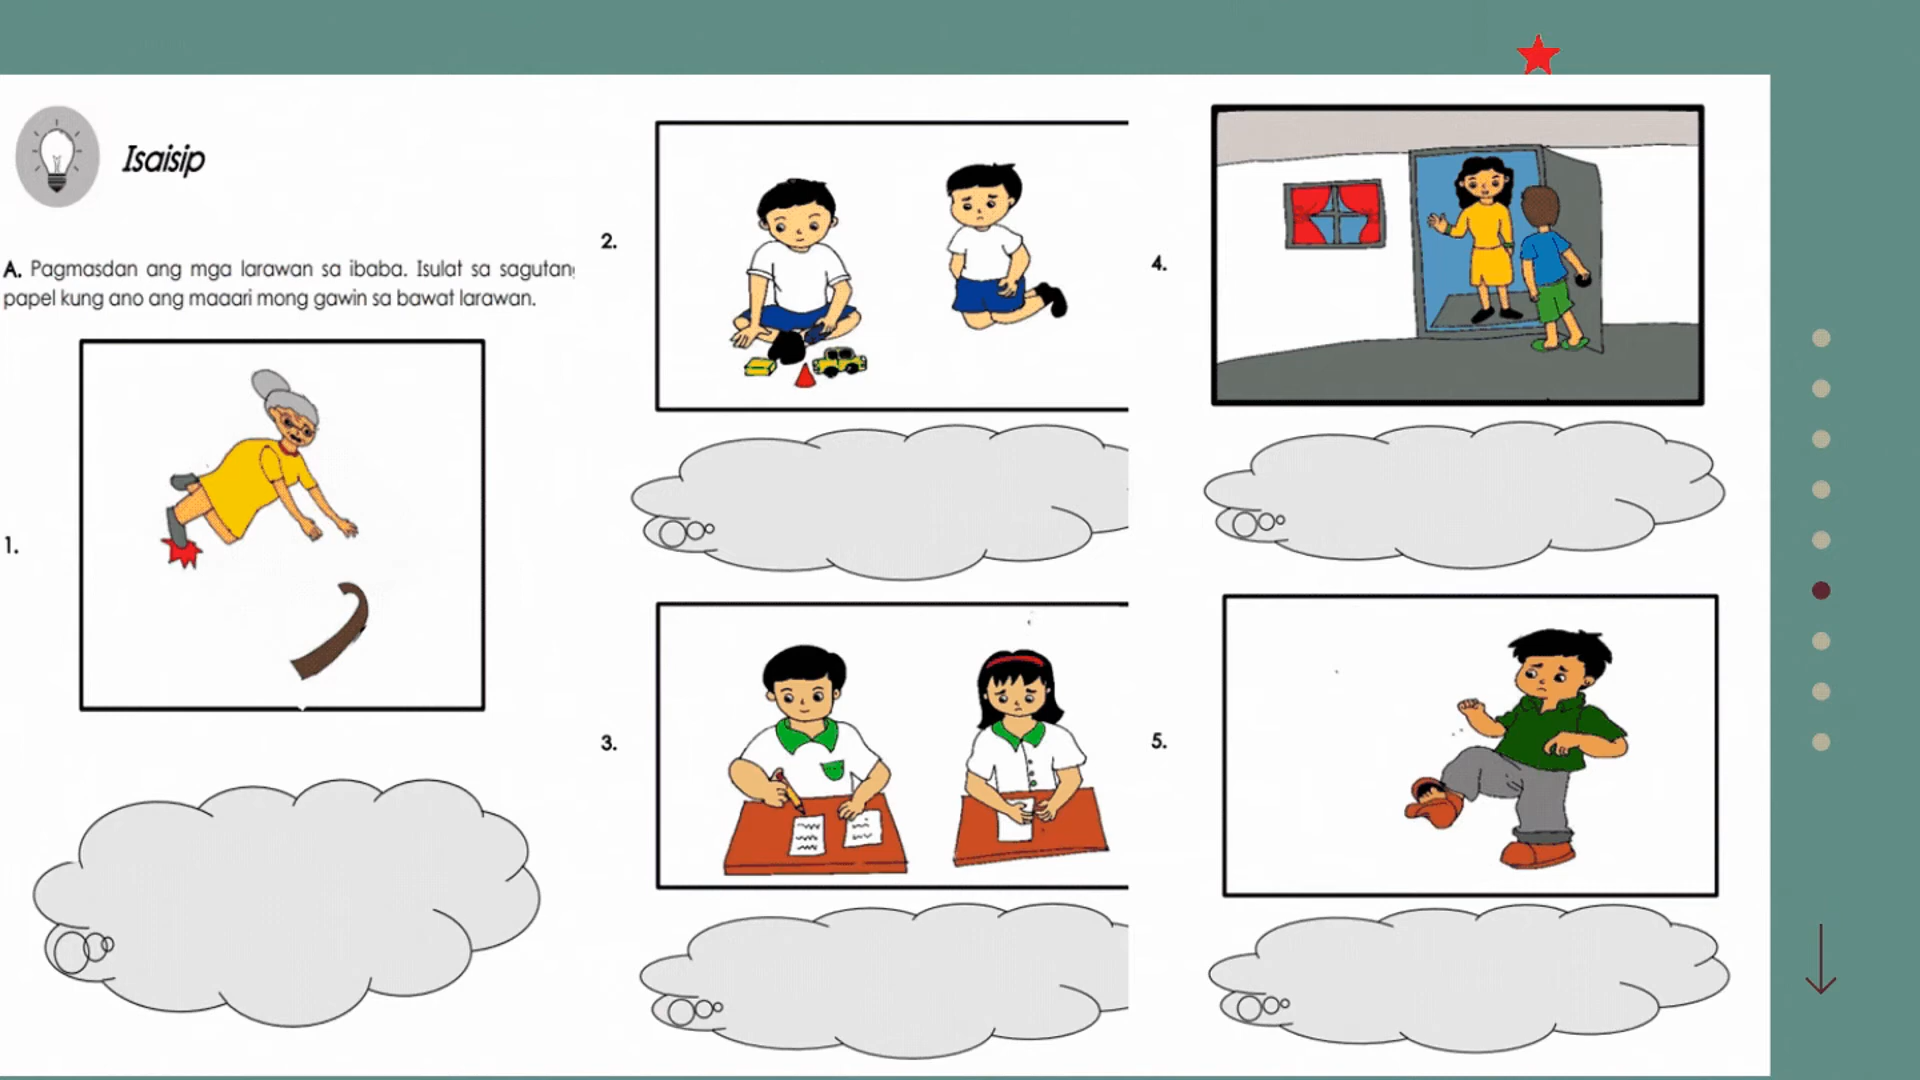 Isaisip
A. Pagmasdan ang mga larawan sa ibaba. Isulat sa
papel kung ano ang maaari mong gawin sa bawat larawan.
1.
2.
3.
4.
5.